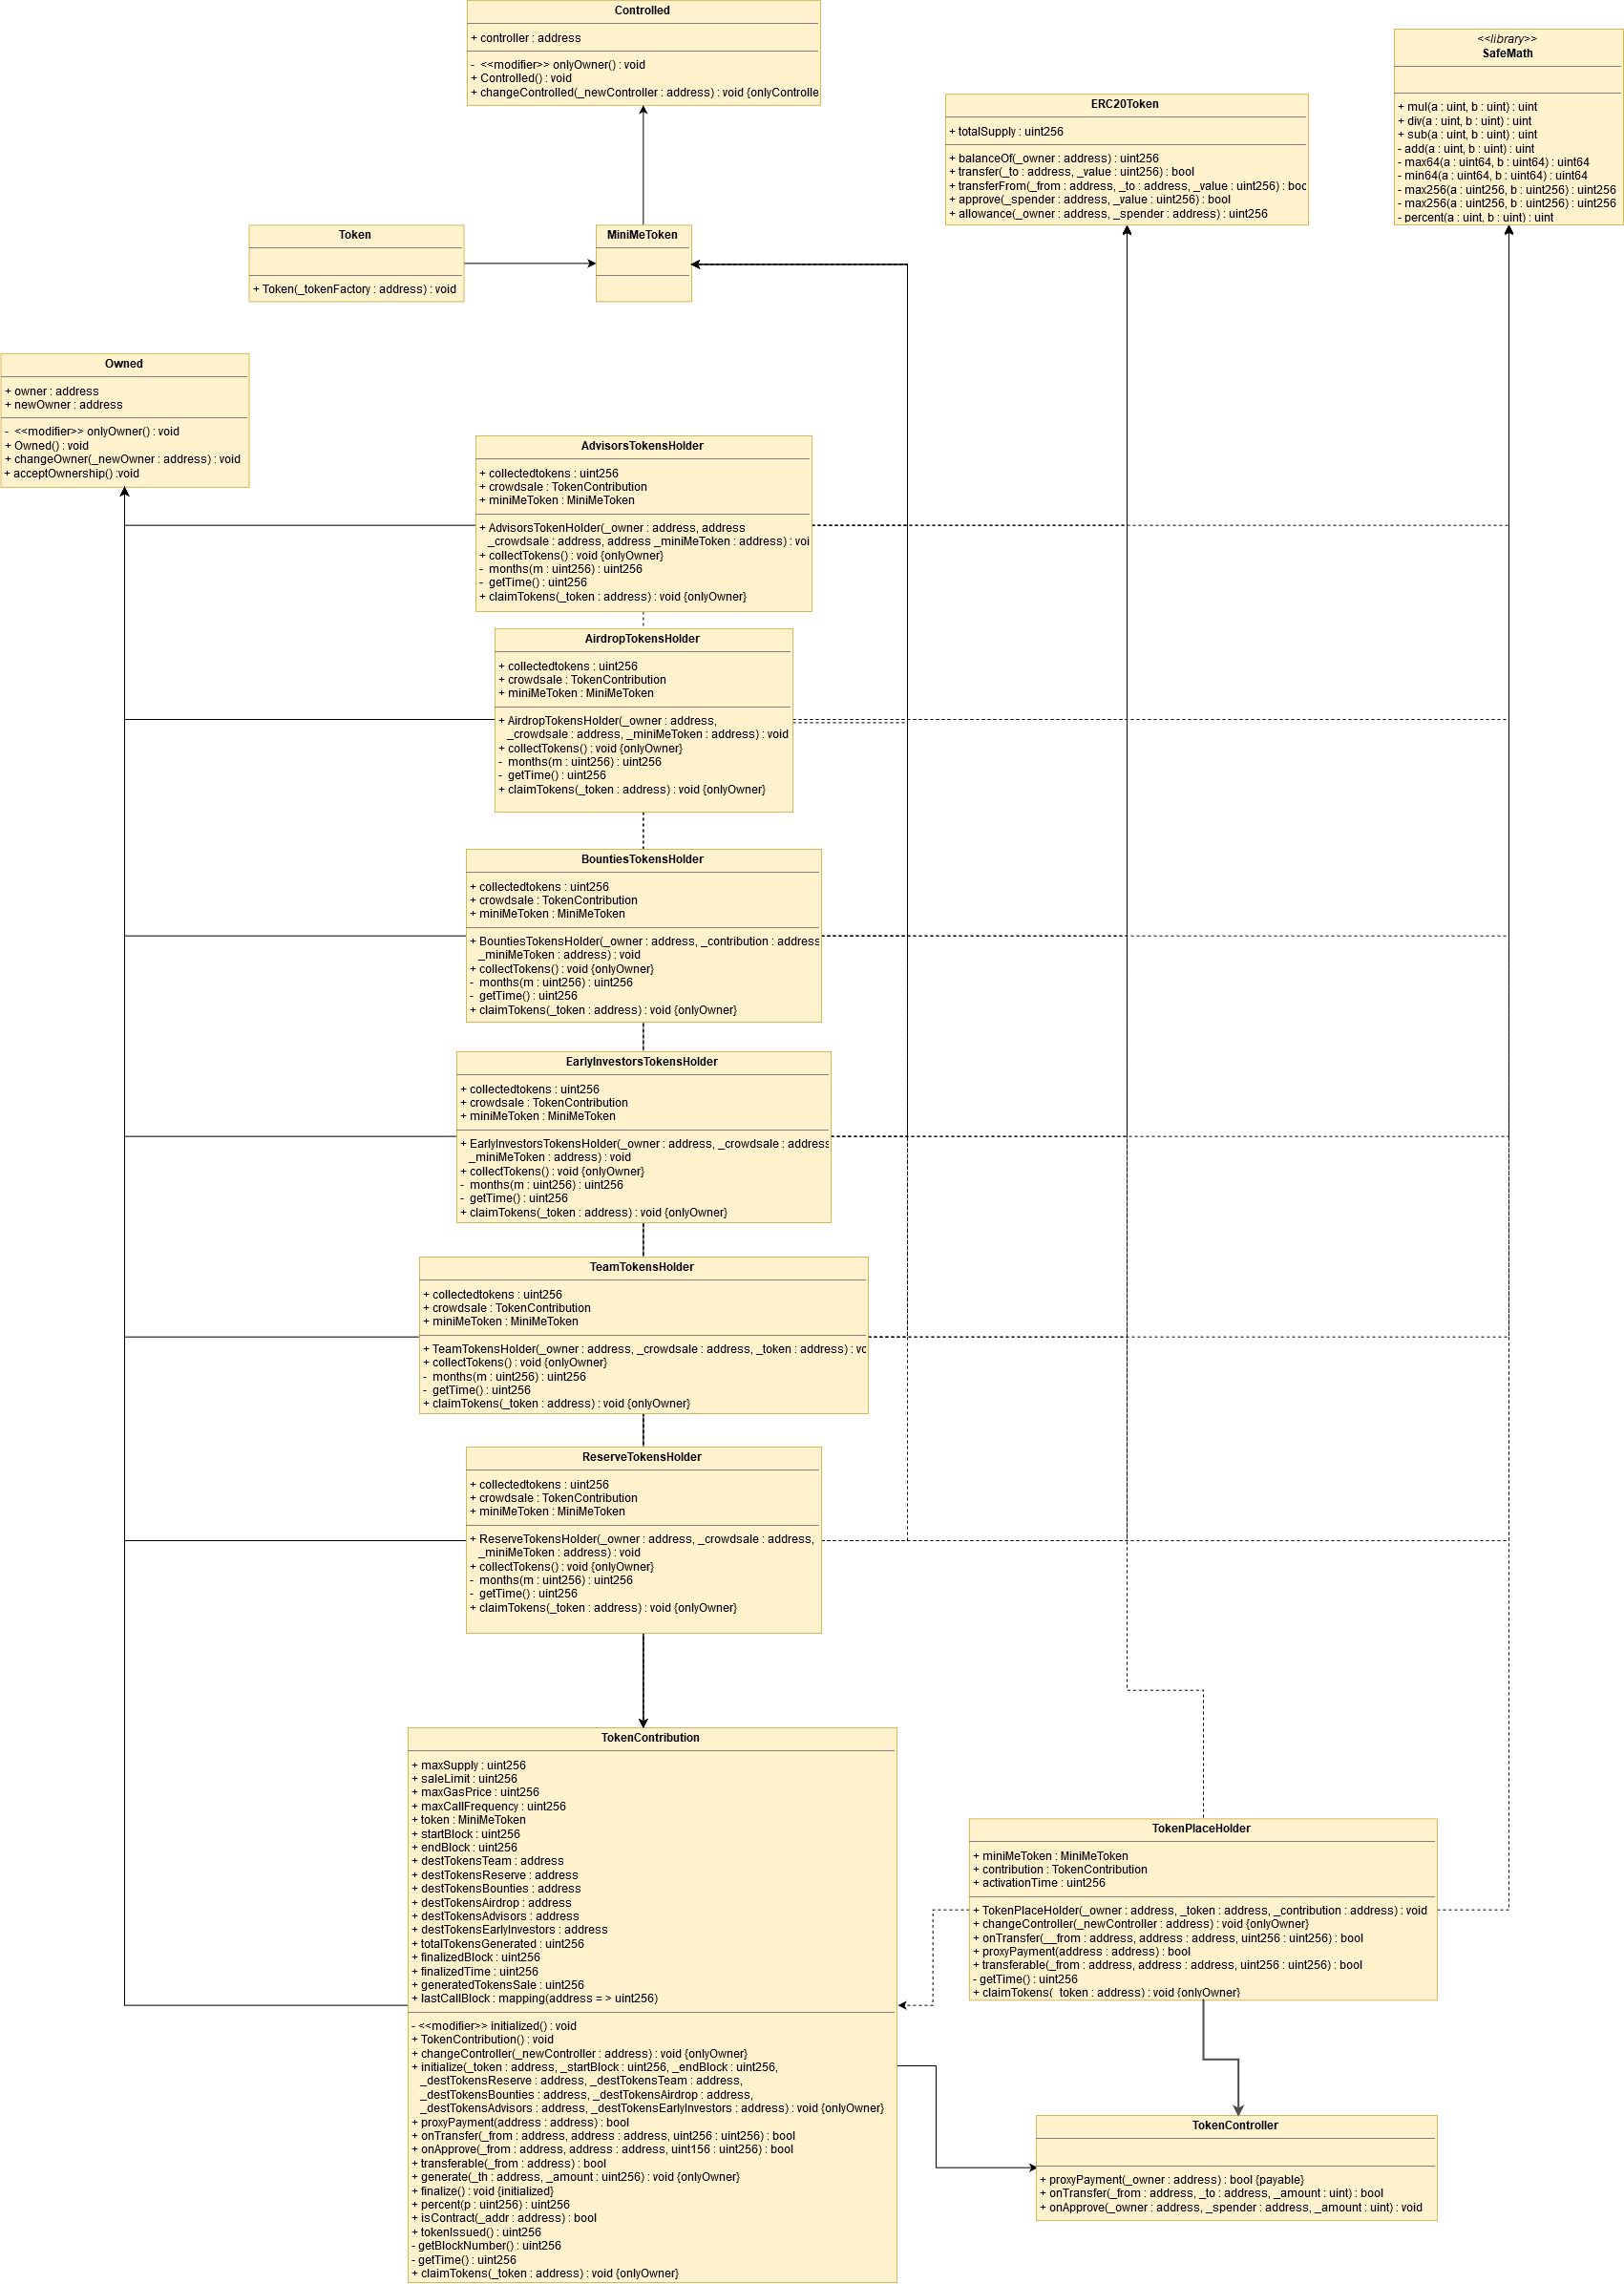 Controlled
+ controller : address
-  <<modifier>> onlyOwner() : void
+ Controlled() : void
+ changeControlled(_newController : address) : void {onlyControlle
<<library>>
SafeMath
+ mul(a : uint, b : uint) : uint
+ div(a : uint, b : uint) : uint
+ sub(a : uint, b : uint) : uint
- add(a : uint, b : uint) : uint
- max64(a : uint64, b : uint64) : uint64
- min64(a : uint64, b : uint64) : uint64
- max256(a : uint256, b : uint256) : uint256
- max256(a : uint256, b : uint256) : uint256
- percent(a : uint, b : uint) : uint
ERC20Token
+ totalSupply : uint256
+ balanceOf(_owner : address) : uint256
+ transfer(_to : address, _value : uint256) : bool
+ transferFrom(_from : address, _to : address, _value : uint256) : boo
+ approve(_spender : address, _value : uint256) : bool
+ allowance(_owner : address, _spender : address) : uint256
Token
+ Token(_tokenFactory : address) : void
MiniMeToken
Owned
+ owner : address
+ newOwner : address
-  <<modifier>> onlyOwner() : void
+ Owned() : void
+ changeOwner(_newOwner : address) : void
+ acceptOwnership() :void
AdvisorsTokensHolder
+ collectedtokens : uint256
+ crowdsale : TokenContribution
+ miniMeToken : MiniMeToken
+ AdvisorsTokenHolder(_owner : address, address
_crowdsale : address, address _miniMeToken : address) : voi
+ collectTokens() : void {onlyOwner}
-  months(m : uint256) : uint256
-  getTime() : uint256
+ claimTokens(_token : address) : void {onlyOwner}
AirdropTokensHolder
+ collectedtokens : uint256
+ crowdsale : TokenContribution
+ miniMeToken : MiniMeToken
+ AirdropTokensHolder(_owner : address,
_crowdsale : address, _miniMeToken : address) : void
+ collectTokens() : void {onlyOwner}
-  months(m : uint256) : uint256
-  getTime() : uint256
+ claimTokens(_token : address) : void {onlyOwner}
BountiesTokensHolder
+ collectedtokens : uint256
+ crowdsale : TokenContribution
+ miniMeToken : MiniMeToken
+ BountiesTokensHolder(_owner : address, _contribution : address
_miniMeToken : address) : void
+ collectTokens() : void {onlyOwner}
-  months(m : uint256) : uint256
-  getTime() : uint256
+ claimTokens(_token : address) : void {onlyOwner}
EarlyInvestorsTokensHolder
+ collectedtokens : uint256
+ crowdsale : TokenContribution
+ miniMeToken : MiniMeToken
+ EarlyInvestorsTokensHolder(_owner : address, _crowdsale : address
_miniMeToken : address) : void
+ collectTokens() : void {onlyOwner}
-  months(m : uint256) : uint256
-  getTime() : uint256
+ claimTokens(_token : address) : void {onlyOwner}
TeamTokensHolder
+ collectedtokens : uint256
+ crowdsale : TokenContribution
+ miniMeToken : MiniMeToken
+ TeamTokensHolder(_owner : address, _crowdsale : address, _token : address) : vo
+ collectTokens() : void {onlyOwner}
-  months(m : uint256) : uint256
-  getTime() : uint256
+ claimTokens(_token : address) : void {onlyOwner}
ReserveTokensHolder
+ collectedtokens : uint256
+ crowdsale : TokenContribution
+ miniMeToken : MiniMeToken
+ ReserveTokensHolder(_owner : address, _crowdsale : address,
_miniMeToken : address) : void
+ collectTokens() : void {onlyOwner}
-  months(m : uint256) : uint256
-  getTime() : uint256
+ claimTokens(_token : address) : void {onlyOwner}
TokenContribution
+ maxSupply : uint256
+ saleLimit : uint256
+ maxGasPrice : uint256
+ maxCallFrequency : uint256
+ token : MiniMeToken
+ startBlock : uint256
+ endBlock : uint256
+ destTokensTeam : address
+ destTokensReserve : address
+ destTokensBounties : address
+ destTokensAirdrop : address
+ destTokensAdvisors : address
+ destTokensEarlyInvestors : address
+ totalTokensGenerated : uint256
+ finalizedBlock : uint256
+ finalizedTime : uint256
+ generatedTokensSale : uint256
+ lastCallBlock : mapping(address = > uint256)
- <<modifier>> initialized() : void
+ TokenContribution() : void
+ changeController(_newController : address) : void {onlyOwner}
+ initialize(_token : address, _startBlock : uint256, _endBlock : uint256,
_destTokensReserve : address, _destTokensTeam : address,
_destTokensBounties : address, _destTokensAirdrop : address,
_destTokensAdvisors : address, _destTokensEarlyInvestors : address) : void {onlyOwner}
+ proxyPayment(address : address) : bool
+ onTransfer(_from : address, address : address, uint256 : uint256) : bool
+ onApprove(_from : address, address : address, uint156 : uint256) : bool
+ transferable(_from : address) : bool
+ generate(_th : address, _amount : uint256) : void {onlyOwner}
+ finalize() : void {initialized}
+ percent(p : uint256) : uint256
+ isContract(_addr : address) : bool
+ tokenIssued() : uint256
- getBlockNumber() : uint256
- getTime() : uint256
+ claimTokens(_token : address) : void {onlyOwner}
TokenPlaceHolder
+ miniMeToken : MiniMeToken
+ contribution : TokenContribution
+ activationTime : uint256
+ TokenPlaceHolder(_owner : address, _token : address, _contribution : address) : void
+ changeController(_newController : address) : void {onlyOwner}
+ onTransfer(__from : address, address : address, uint256 : uint256) : bool
+ proxyPayment(address : address) : bool
+ transferable(_from : address, address : address, uint256 : uint256) : bool
- getTime() : uint256
+ claimTokens(_token : address) : void {onlyOwner}
TokenController
+ proxyPayment(_owner : address) : bool {payable}
+ onTransfer(_from : address, _to : address, _amount : uint) : bool
+ onApprove(_owner : address, _spender : address, _amount : uint) : void